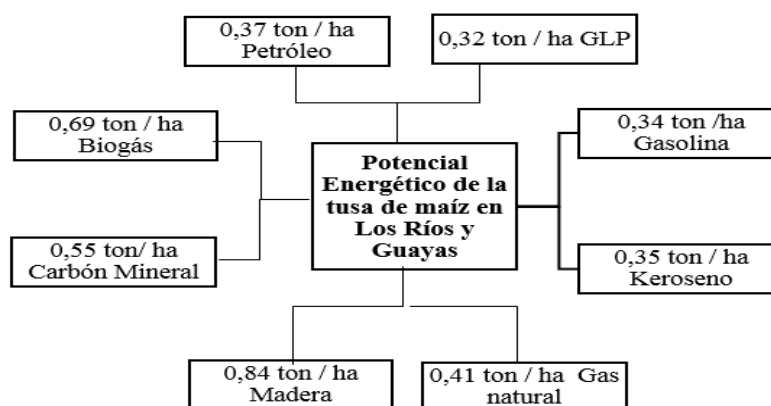 0,37 ton / ha
Petróleo
0,32 ton / ha GLP
0,69 ton / ha
Biogás
0,34 ton /ha
Gasolina
Potencial
Energético de la
tusa de maíz en
Los Ríos y
Guayas
0,55 ton/ ha
Carbón Mineral
0,35 ton / ha
Keroseno
0,84 ton / ha
Madera
0,41 ton / ha Gas
natural